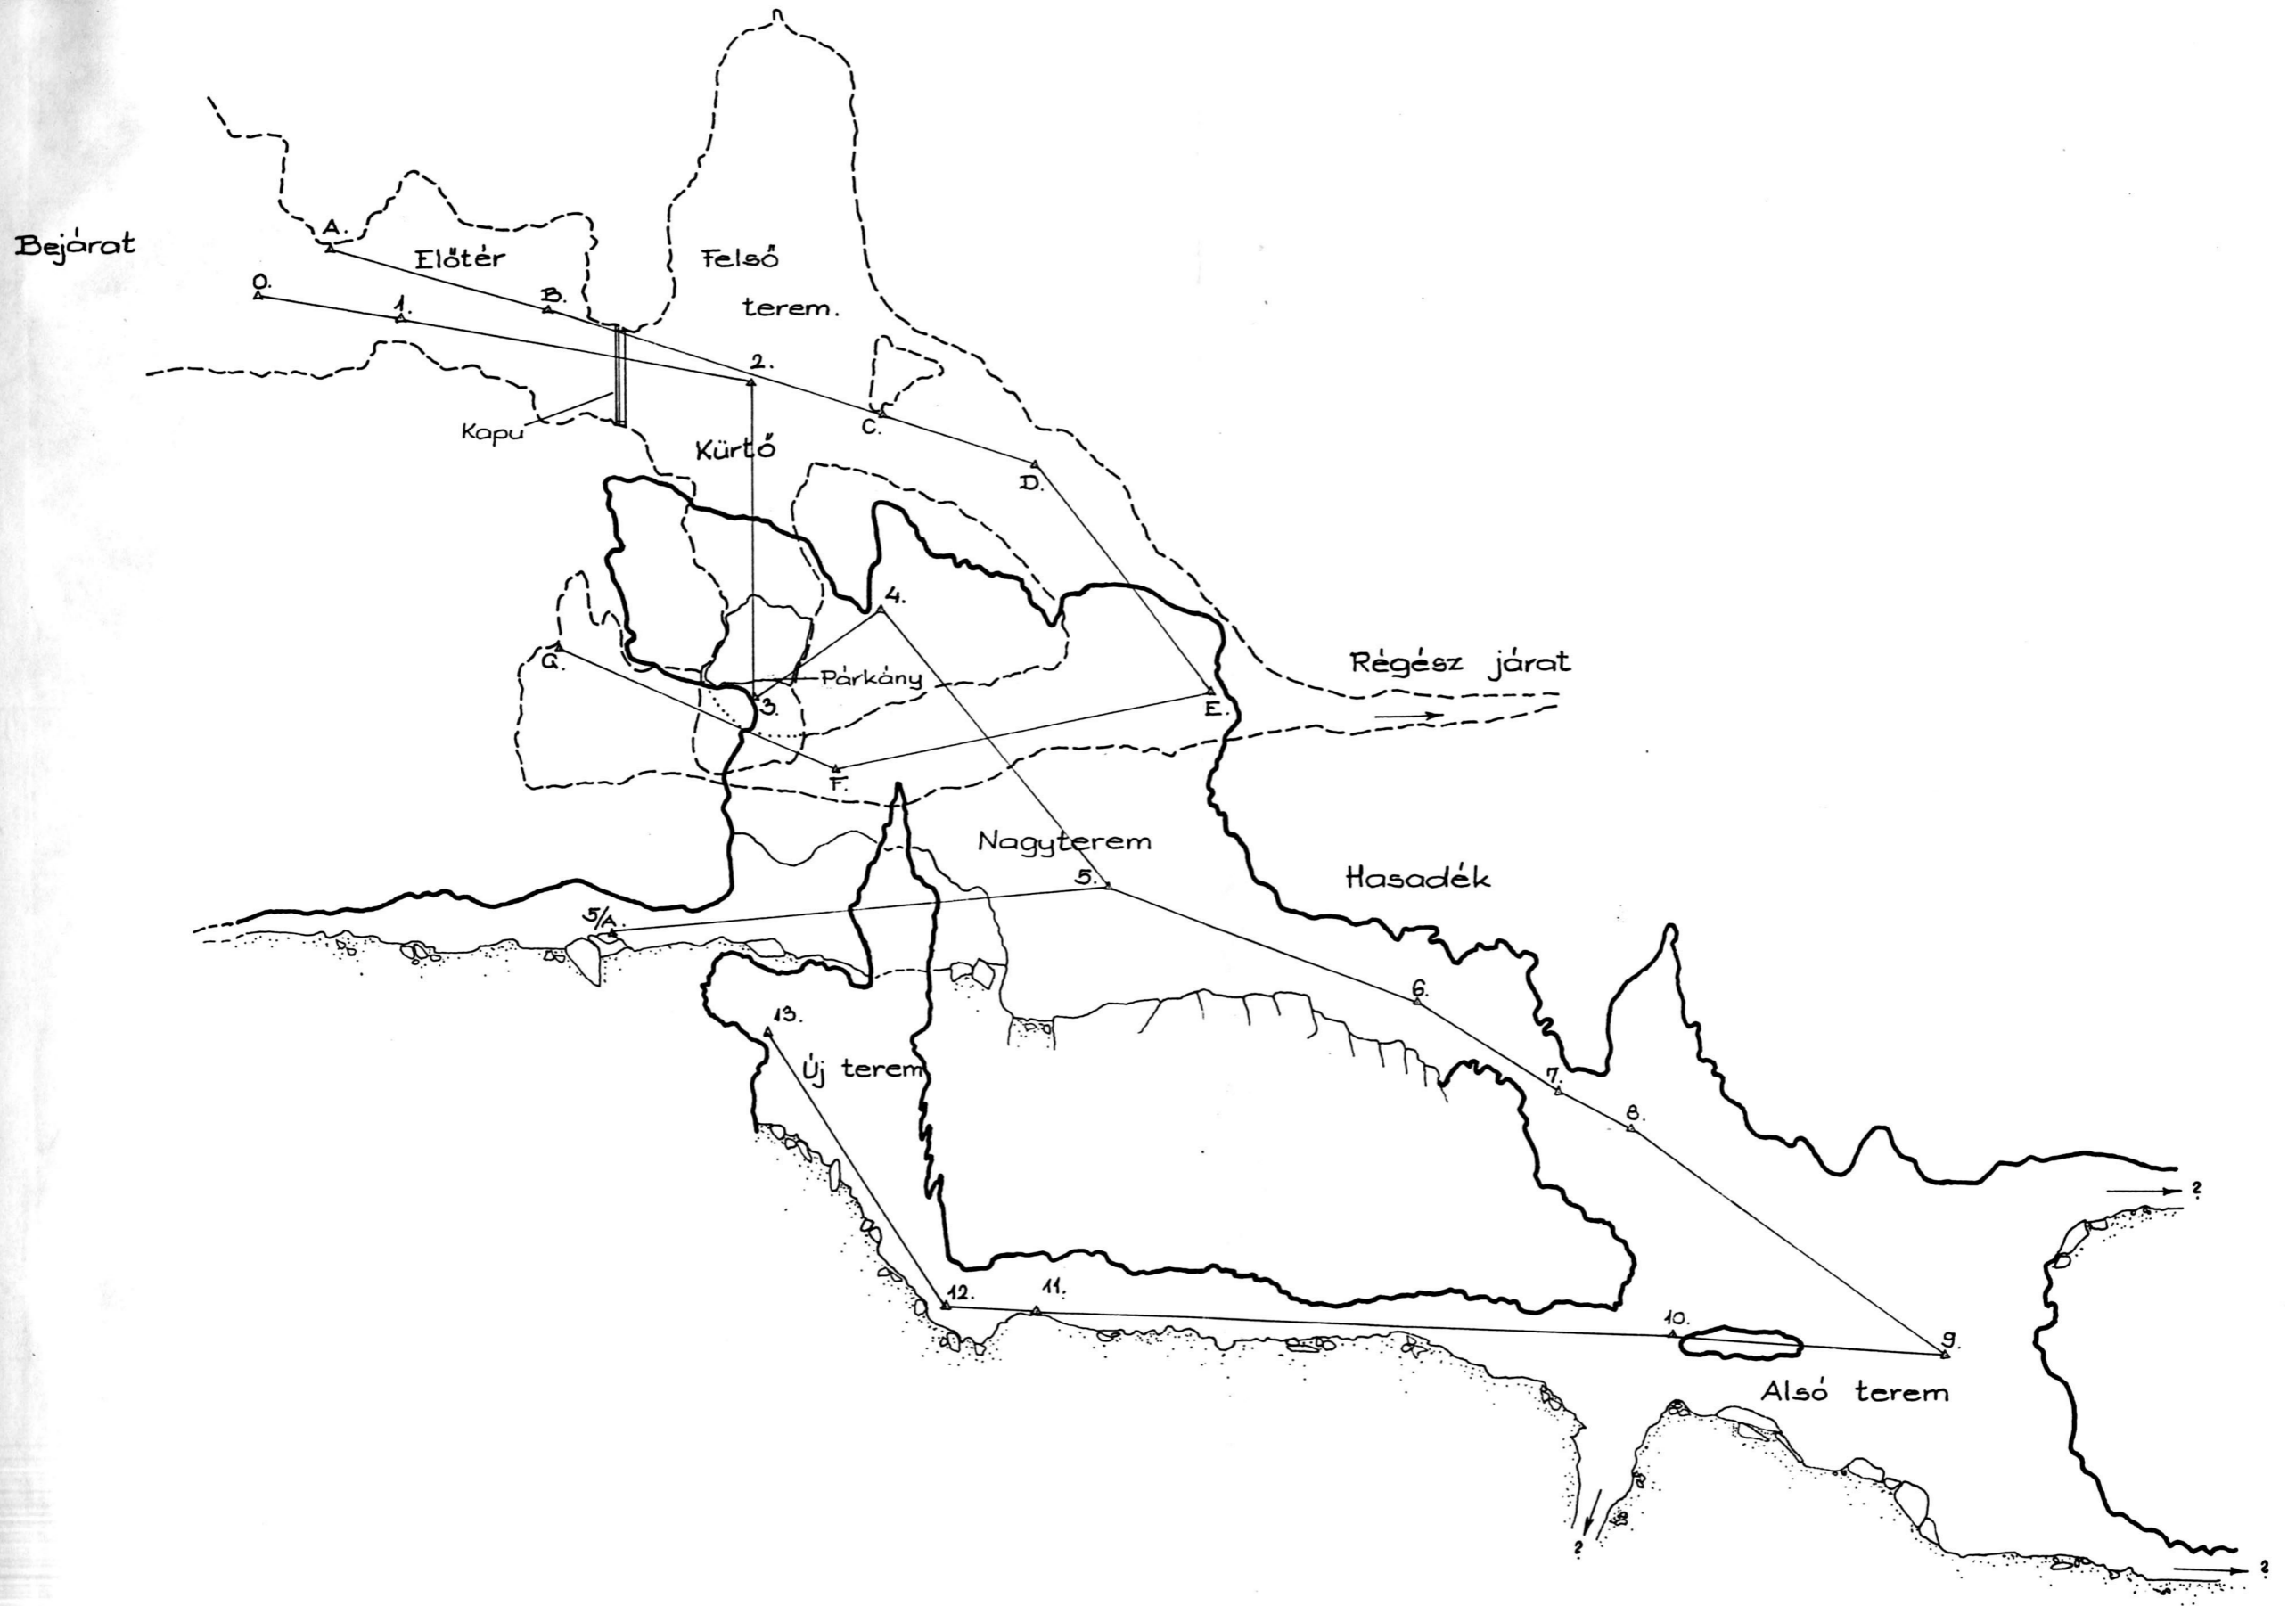 A.
Bejárat
Előtér
Felső
terem.
O.
1.
B.
2.
C.
Kapu
Kürtő
D.
4.
G.
Párkány
3.
E.
Régész járat
F.
Nagyterem
5.
Hasadék
5/A.
6.
13.
Új terem
7.
8.
?
12.
11.
10.
9.
Alsó terem
?
?